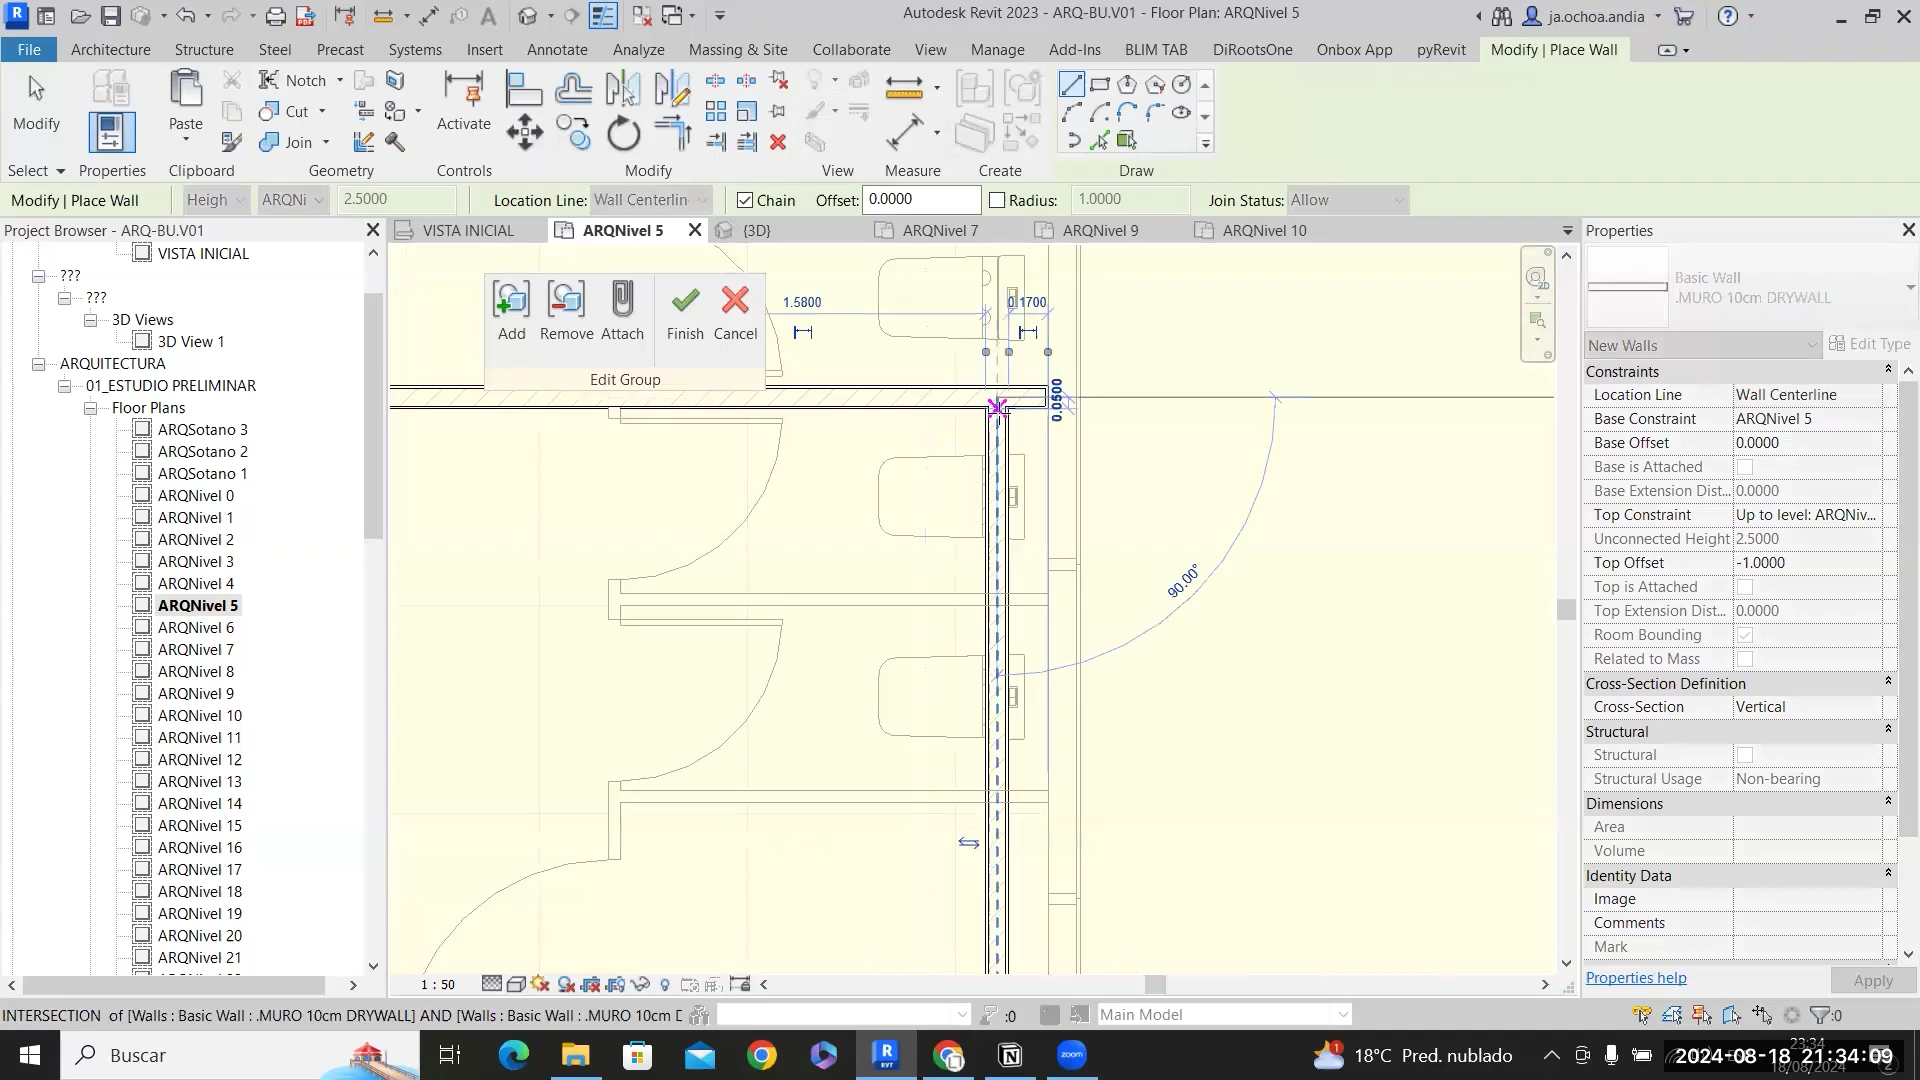 Autodesk Revit 2023 - ARQ-BU.V01 - Floor Plan: ARQNivel 5
ja.ochoa.andia
File Architecture Structure Steel Precast Systems Insert Annotate Analyze Massing & Site Collaborate View Manage Add-Ins BLIM TAB DiRootsOne Onbox App pyRevit Modify | Place Wall
Modify
Paste
Notch
Cut
Join
Activate
Select Properties Clipboard Geometry Controls Modify View Measure Create Draw
Modify | Place Wall Heigh ARQNi 2.5000 Location Line: Wall Centerlin Chain Offset: 0.0000 Radius: 1.0000 Join Status: Allow
Project Browser - ARQ-BU.V01
VISTA INICIAL
???
???
3D Views
3D View 1
ARQUITECTURA
01_ESTUDIO PRELIMINAR
Floor Plans
ARQSotano 3
ARQSotano 2
ARQSotano 1
ARQNivel 0
ARQNivel 1
ARQNivel 2
ARQNivel 3
ARQNivel 4
ARQNivel 5
ARQNivel 6
ARQNivel 7
ARQNivel 8
ARQNivel 9
ARQNivel 10
ARQNivel 11
ARQNivel 12
ARQNivel 13
ARQNivel 14
ARQNivel 15
ARQNivel 16
ARQNivel 17
ARQNivel 18
ARQNivel 19
ARQNivel 20
ARQNivel 21
VISTA INICIAL ARQNivel 5 {3D} ARQNivel 7 ARQNivel 9 ARQNivel 10
Add Remove Attach Finish Cancel
Edit Group
1.5800
0.1700
0.0500
90.00°
1 : 50
Properties
Basic Wall
.MURO 10cm DRYWALL
New Walls Edit Type
Constraints
Location Line Wall Centerline
Base Constraint ARQNivel 5
Base Offset 0.0000
Base is Attached
Base Extension Dist... 0.0000
Top Constraint Up to level: ARQNiv...
Unconnected Height 2.5000
Top Offset -1.0000
Top is Attached
Top Extension Dist... 0.0000
Room Bounding
Related to Mass
Cross-Section Definition
Cross-Section Vertical
Structural
Structural
Structural Usage Non-bearing
Dimensions
Area
Volume
Identity Data
Image
Comments
Mark
Properties help Apply
INTERSECTION of [Walls : Basic Wall : .MURO 10cm DRYWALL] AND [Walls : Basic Wall : .MURO 10cm D
:0 Main Model :0
Buscar
18°C Pred. nublado
23:34
18/08/2024
2024-08-18 21:34:09